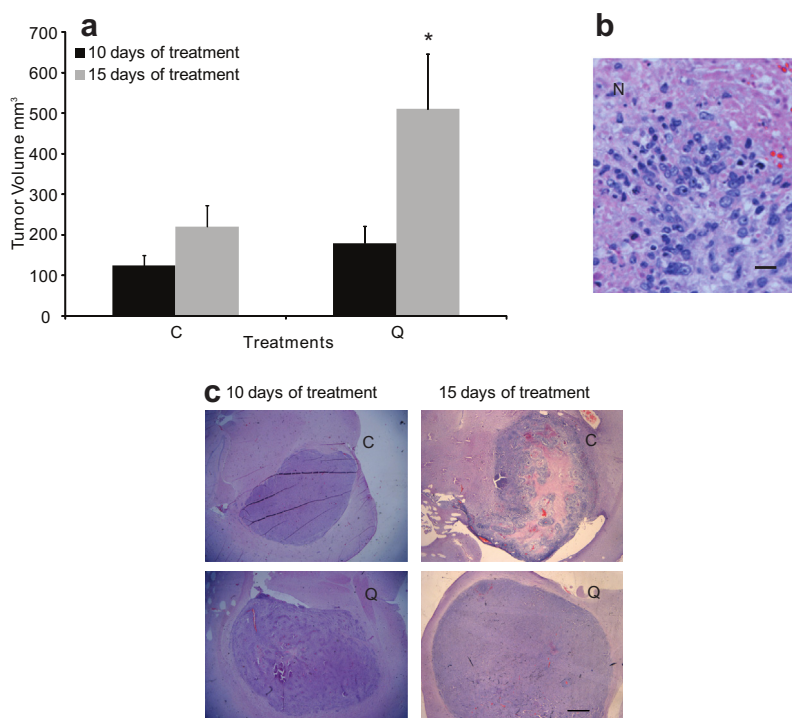 a
10 days of treatment
15 days of treatment
Tumor Volume mm³
700
600
500
400
300
200
100
0
*
C
Q
Treatments
b
N
c
10 days of treatment
15 days of treatment
C
C
Q
Q